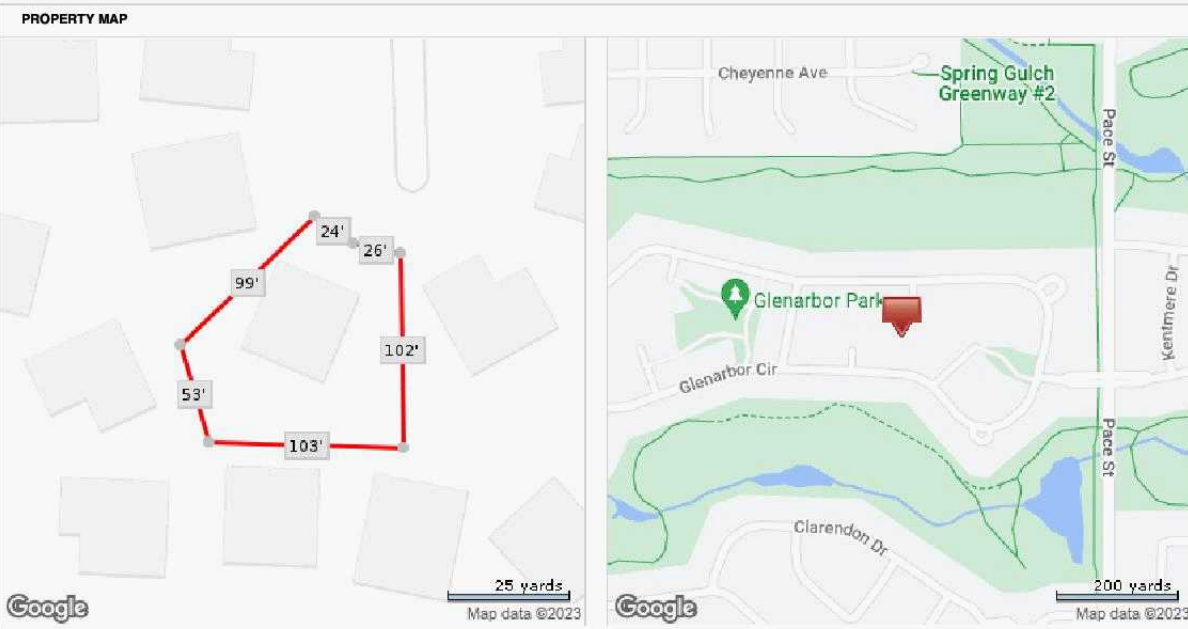 PROPERTY MAP
24'
26'
99'
102'
53'
103'
25 yards
Google
Map data ©2023
Cheyenne Ave
Spring Gulch
Greenway #2
Pace St
Glenarbor Park
Kentmere Dr
Glenarbor Cir
Pace St
Clarendon Dr
200 yards
Google
Map data ©2023